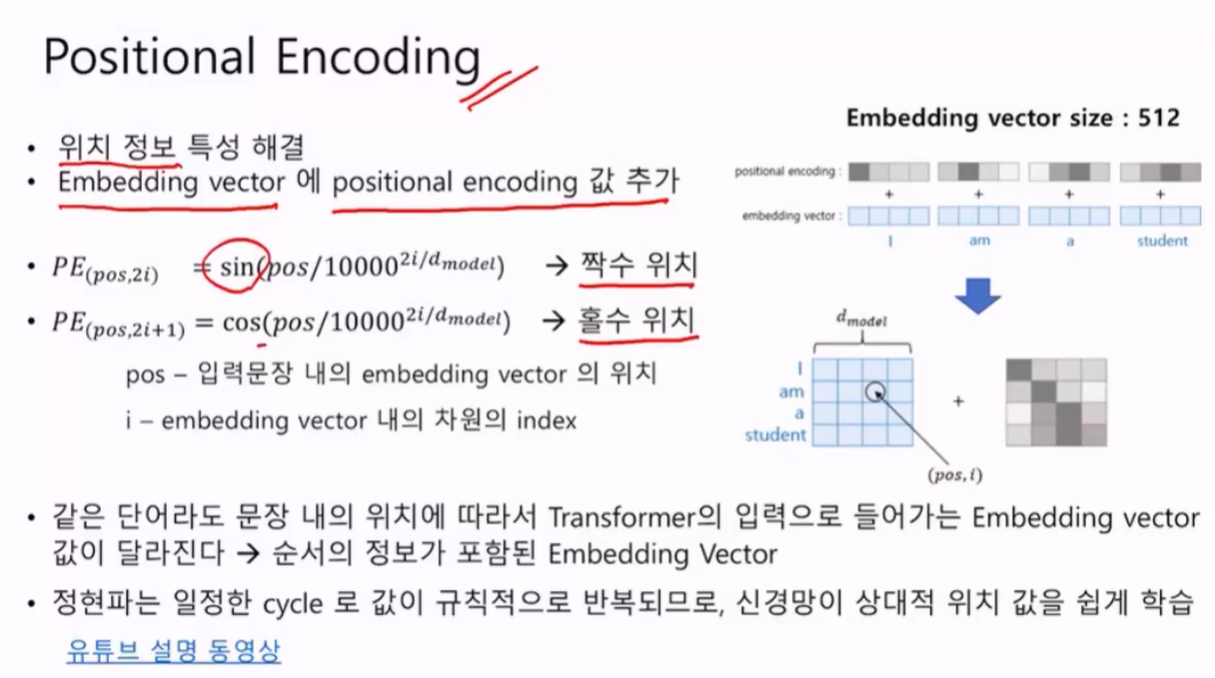 Positional Encoding
• 위치 정보 특성 해결
• Embedding vector 에 positional encoding 값 추가
• PE(pos,2i) = sin(pos/10000^2i/dmodel) → 짝수 위치
• PE(pos,2i+1) = cos(pos/10000^2i/dmodel) → 홀수 위치
pos – 입력문장 내의 embedding vector 의 위치
i – embedding vector 내의 차원의 index
Embedding vector size : 512
positional encoding :
+ + + +
embedding vector :
I am a student
dmodel
I
am
a
student
+
(pos,i)
• 같은 단어라도 문장 내의 위치에 따라서 Transformer의 입력으로 들어가는 Embedding vector
값이 달라진다 → 순서의 정보가 포함된 Embedding Vector
• 정현파는 일정한 cycle 로 값이 규칙적으로 반복되므로, 신경망이 상대적 위치 값을 쉽게 학습
유튜브 설명 동영상